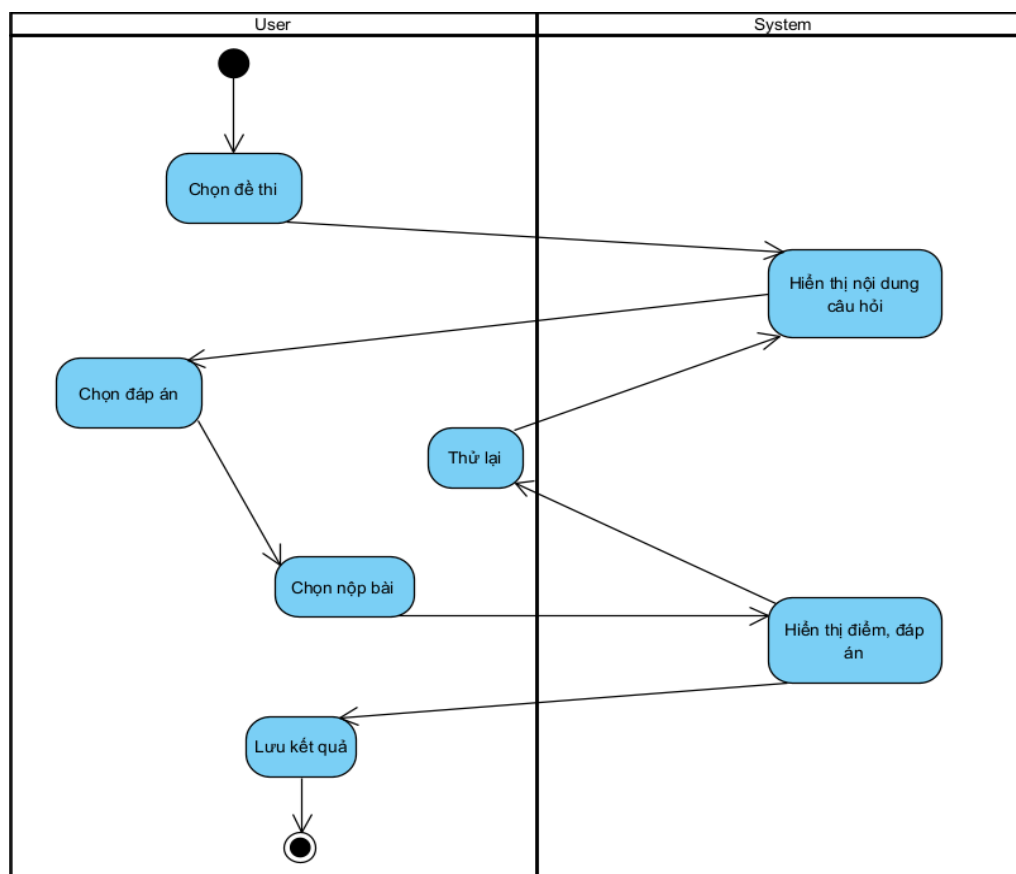 User
System
Chọn đề thi
Hiển thị nội dung
câu hỏi
Chọn đáp án
Thử lại
Chọn nộp bài
Hiển thị điểm, đáp
án
Lưu kết quả